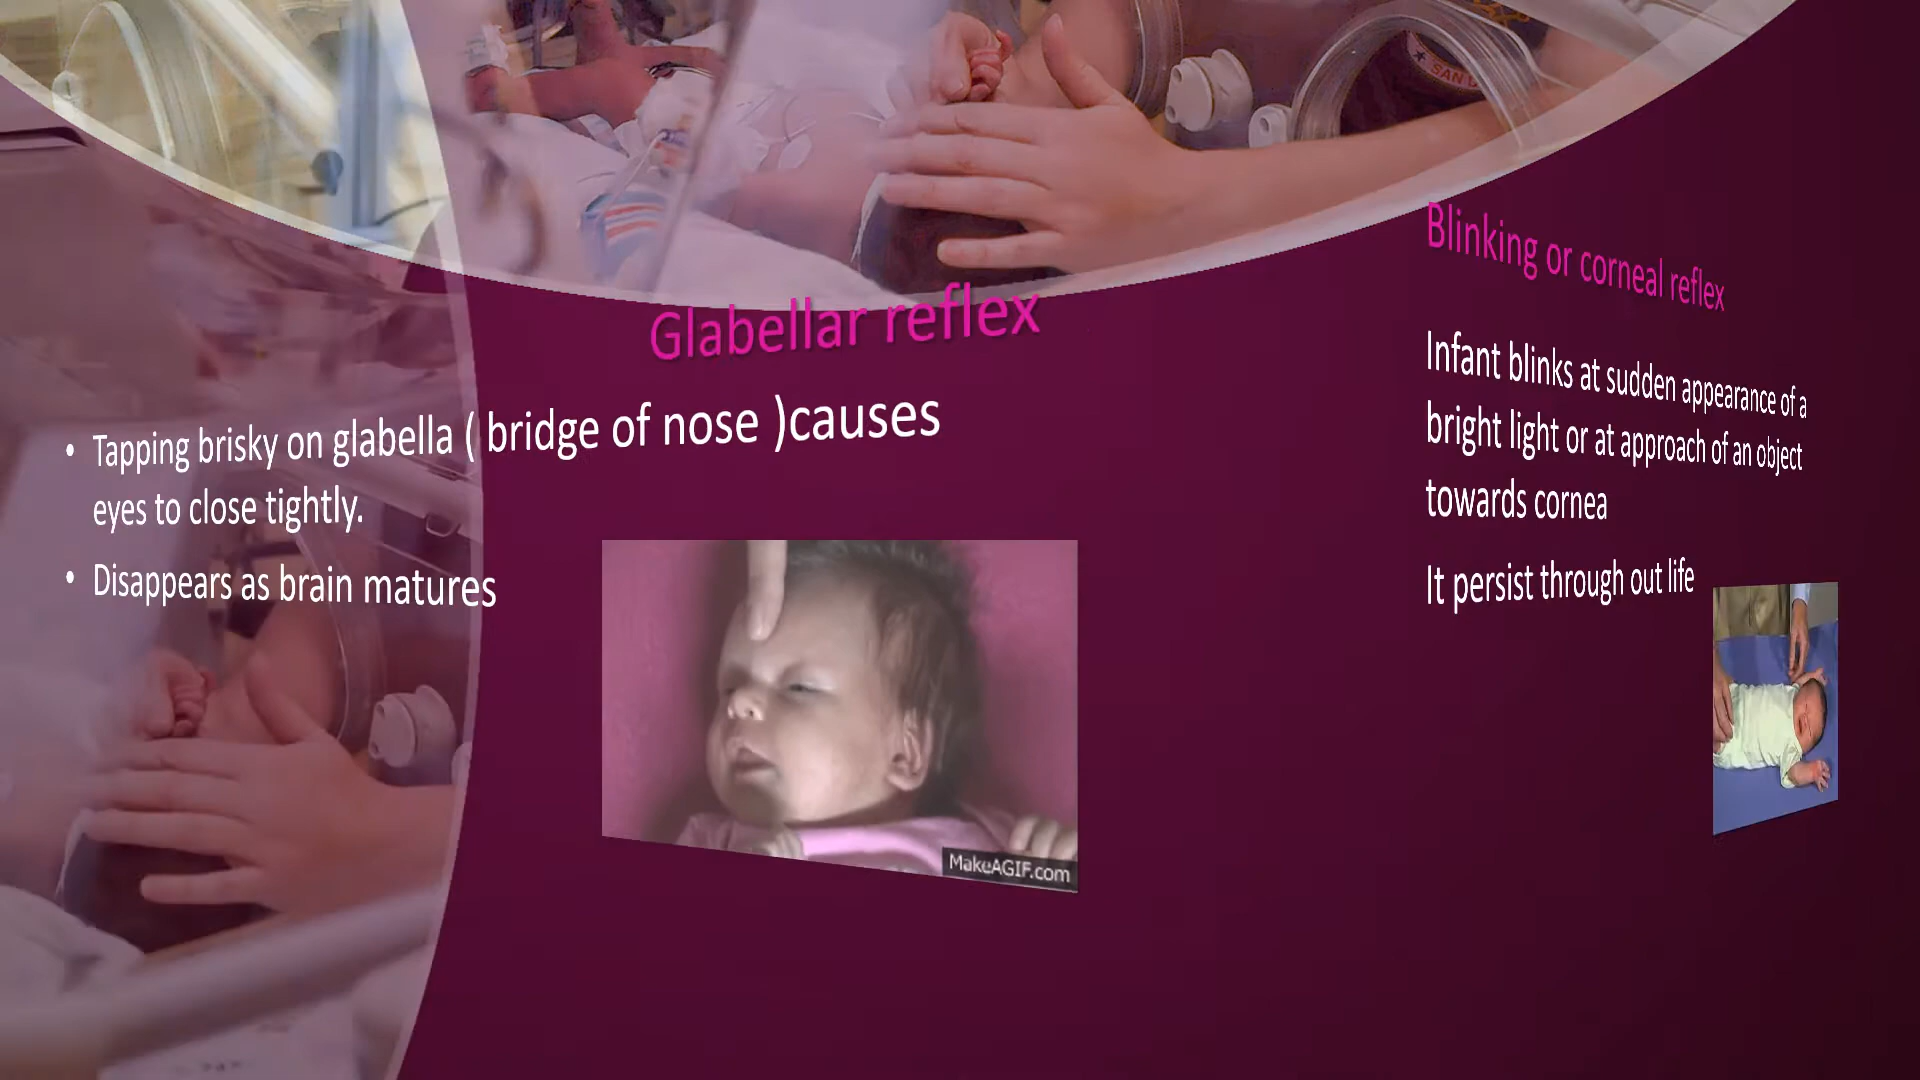 SAN
Glabellar reflex
• Tapping brisky on glabella ( bridge of nose )causes
eyes to close tightly.
• Disappears as brain matures
MakeAGIF.com
Blinking or corneal reflex
Infant blinks at sudden appearance of a
bright light or at approach of an object
towards cornea
It persist through out life